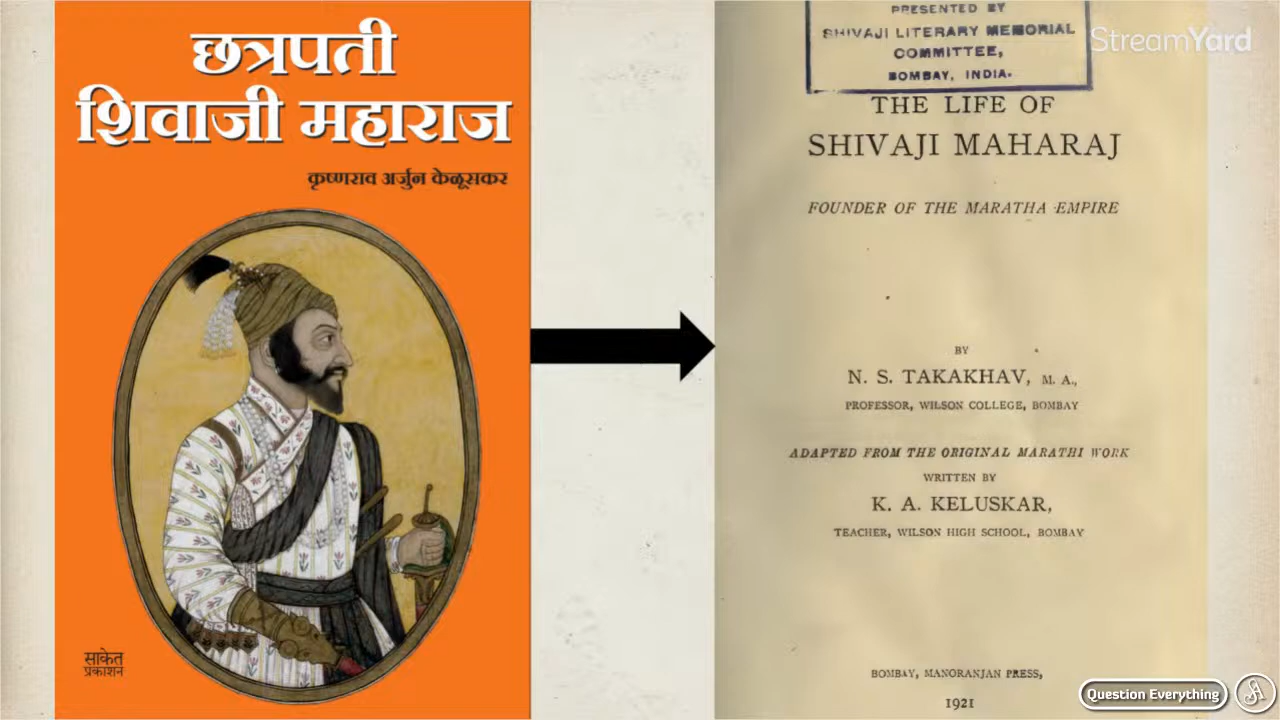 छत्रपती
शिवाजी महाराज
कृष्णराव अर्जुन केळूसकर
साकेत
प्रकाशन
PRESENTED BY
SHIVAJI LITERARY MEMORIAL
COMMITTEE,
BOMBAY, INDIA.
StreamYard
THE LIFE OF
SHIVAJI MAHARAJ
FOUNDER OF THE MARATHA EMPIRE
BY
N. S. TAKAKHAV, M. A.,
PROFESSOR, WILSON COLLEGE, BOMBAY
ADAPTED FROM THE ORIGINAL MARATHI WORK
WRITTEN BY
K. A. KELUSKAR,
TEACHER, WILSON HIGH SCHOOL, BOMBAY
BOMBAY, MANORANJAN PRESS,
1921
Question Everything